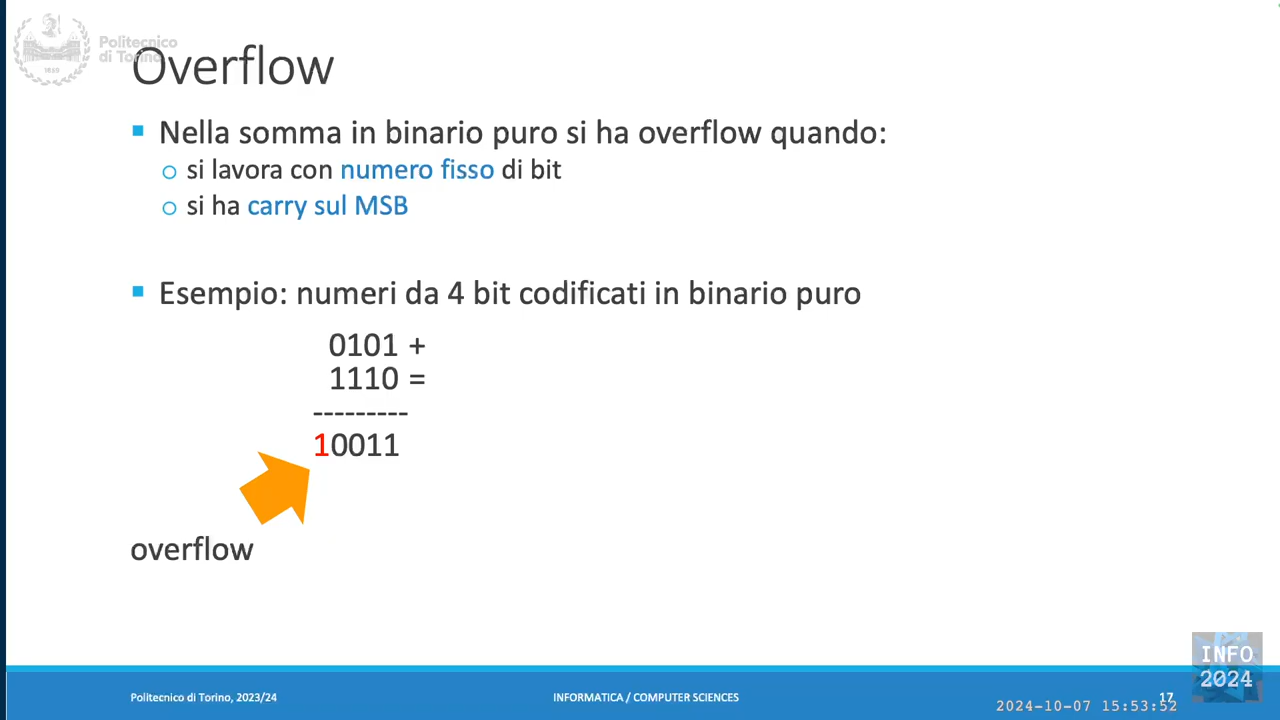 Politecnico
di Torino
Overflow
Nella somma in binario puro si ha overflow quando:
si lavora con numero fisso di bit
si ha carry sul MSB
Esempio: numeri da 4 bit codificati in binario puro
0101 +
1110 =
---------
10011
overflow
INFO
2024
Politecnico di Torino, 2023/24
INFORMATICA / COMPUTER SCIENCES
17
2024-10-07 15:53:52